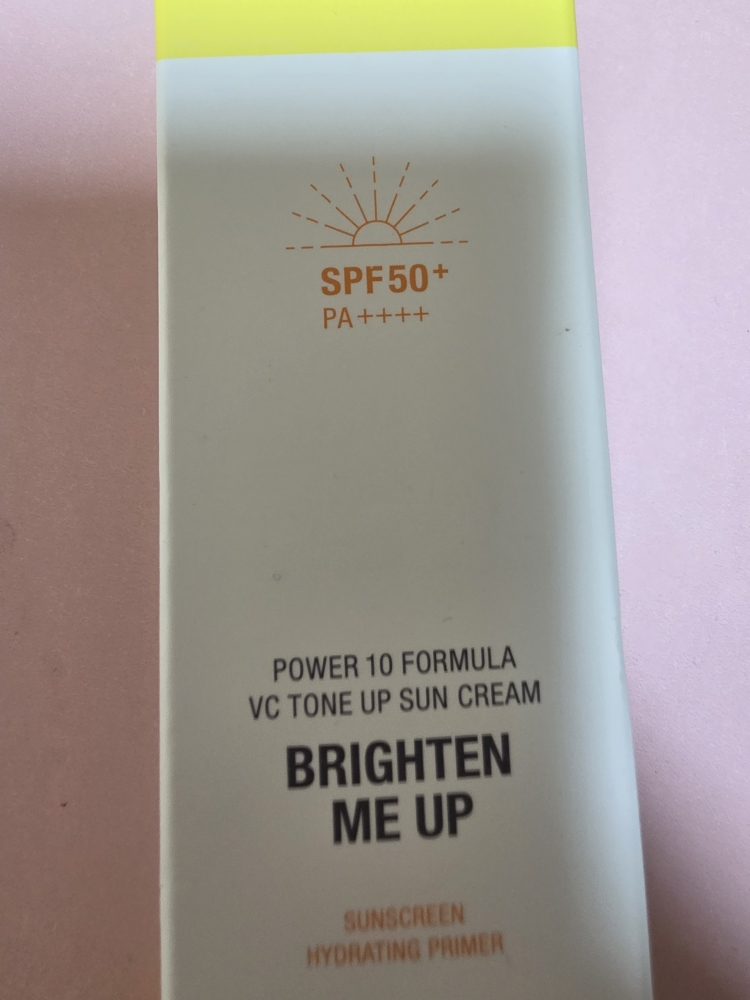 SPF50+
PA++++
POWER 10 FORMULA
VC TONE UP SUN CREAM
BRIGHTEN
ME UP
SUNSCREEN
HYDRATING PRIMER